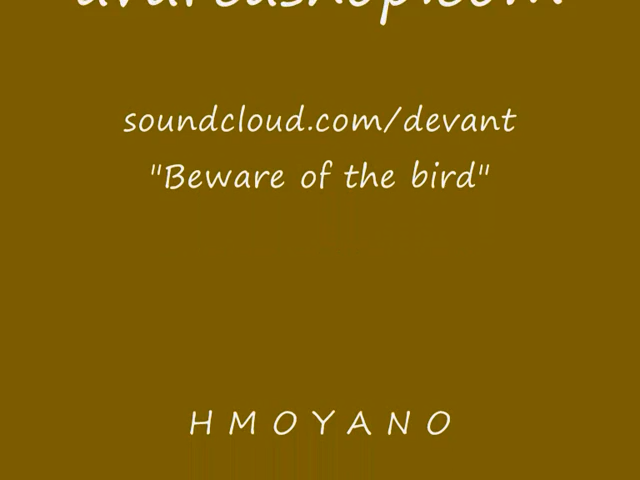 soundcloud.com/devant
"Beware of the bird"
H M O Y A N O